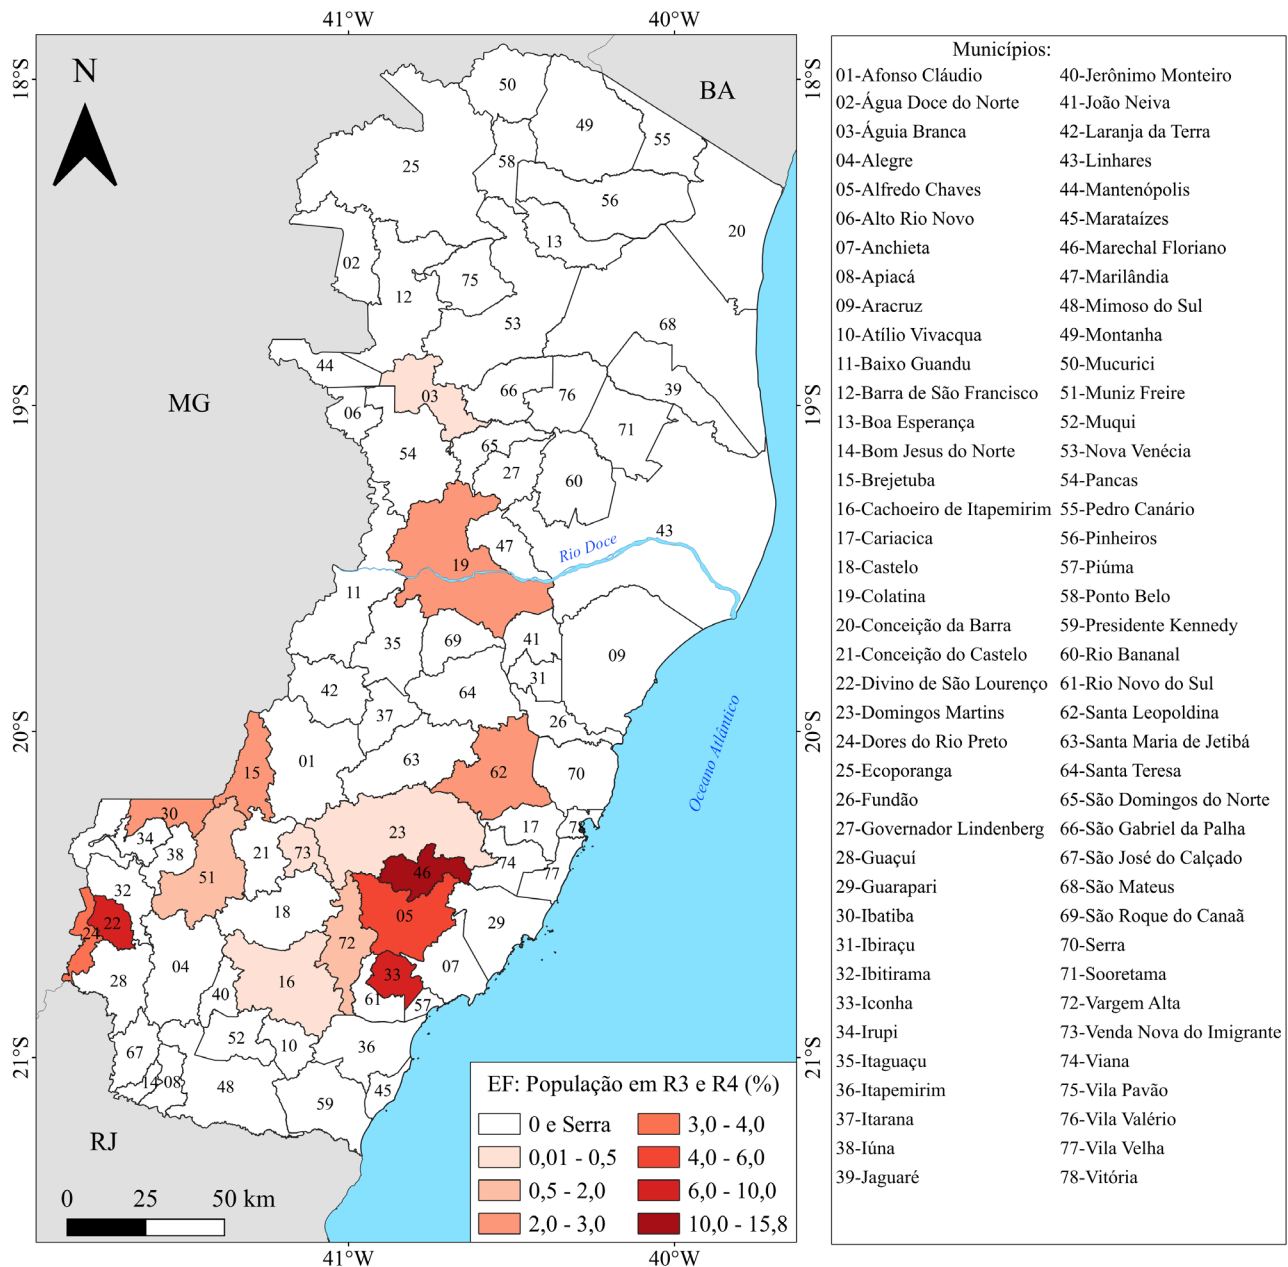 41°W
40°W
18°S
18°S
N
BA
50
49
55
25
58
56
20
13
02
75
12
53
68
44
MG
19°S
19°S
03
66
76
39
06
71
65
54
27
60
43
47
Rio Doce
19
11
35
69
41
09
31
42
64
37
26
20°S
20°S
Oceano Atlântico
01
63
15
62
70
30
23
17
78
34
38
21
73
74
46
77
51
32
18
05
29
22
24
72
07
28
04
16
33
40
61
57
52
10
36
67
21°S
21°S
14
08
48
45
59
RJ
0 25 50 km
EF: População em R3 e R4 (%)
0 e Serra
0,01 - 0,5
0,5 - 2,0
2,0 - 3,0
3,0 - 4,0
4,0 - 6,0
6,0 - 10,0
10,0 - 15,8
41°W
40°W
Municípios:
01-Afonso Cláudio
02-Água Doce do Norte
03-Águia Branca
04-Alegre
05-Alfredo Chaves
06-Alto Rio Novo
07-Anchieta
08-Apiacá
09-Aracruz
10-Atílio Vivacqua
11-Baixo Guandu
12-Barra de São Francisco
13-Boa Esperança
14-Bom Jesus do Norte
15-Brejetuba
16-Cachoeiro de Itapemirim
17-Cariacica
18-Castelo
19-Colatina
20-Conceição da Barra
21-Conceição do Castelo
22-Divino de São Lourenço
23-Domingos Martins
24-Dores do Rio Preto
25-Ecoporanga
26-Fundão
27-Governador Lindenberg
28-Guaçuí
29-Guarapari
30-Ibatiba
31-Ibiraçu
32-Ibitirama
33-Iconha
34-Irupi
35-Itaguaçu
36-Itapemirim
37-Itarana
38-Iúna
39-Jaguaré
40-Jerônimo Monteiro
41-João Neiva
42-Laranja da Terra
43-Linhares
44-Mantenópolis
45-Marataízes
46-Marechal Floriano
47-Marilândia
48-Mimoso do Sul
49-Montanha
50-Mucurici
51-Muniz Freire
52-Muqui
53-Nova Venécia
54-Pancas
55-Pedro Canário
56-Pinheiros
57-Piúma
58-Ponto Belo
59-Presidente Kennedy
60-Rio Bananal
61-Rio Novo do Sul
62-Santa Leopoldina
63-Santa Maria de Jetibá
64-Santa Teresa
65-São Domingos do Norte
66-São Gabriel da Palha
67-São José do Calçado
68-São Mateus
69-São Roque do Canaã
70-Serra
71-Sooretama
72-Vargem Alta
73-Venda Nova do Imigrante
74-Viana
75-Vila Pavão
76-Vila Valério
77-Vila Velha
78-Vitória